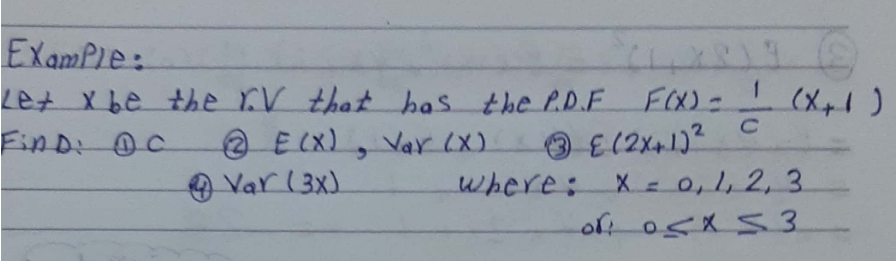 Example:
Let x be the r.V that has the P.D.F F(x) = 1/c (x+1)
Find: ① C ② E(x), Var(x) ③ E(2x+1)²
④ Var(3x) where: x = 0, 1, 2, 3
or: 0 ≤ x ≤ 3